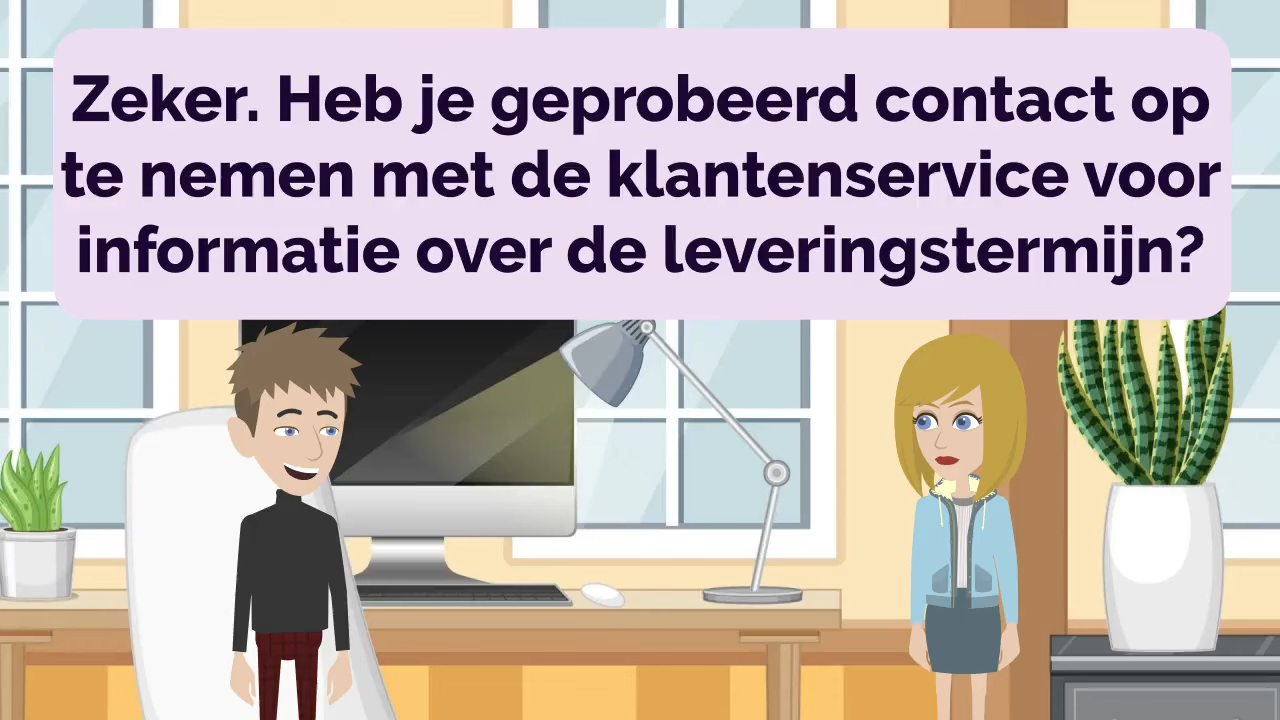 Zeker. Heb je geprobeerd contact op
te nemen met de klantenservice voor
informatie over de leveringstermijn?